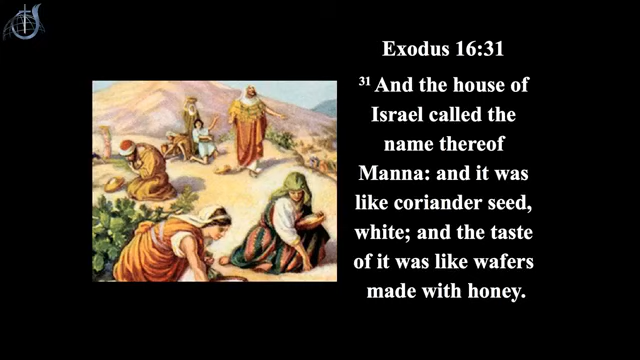 Exodus 16:31
31 And the house of
Israel called the
name thereof
Manna: and it was
like coriander seed,
white; and the taste
of it was like wafers
made with honey.